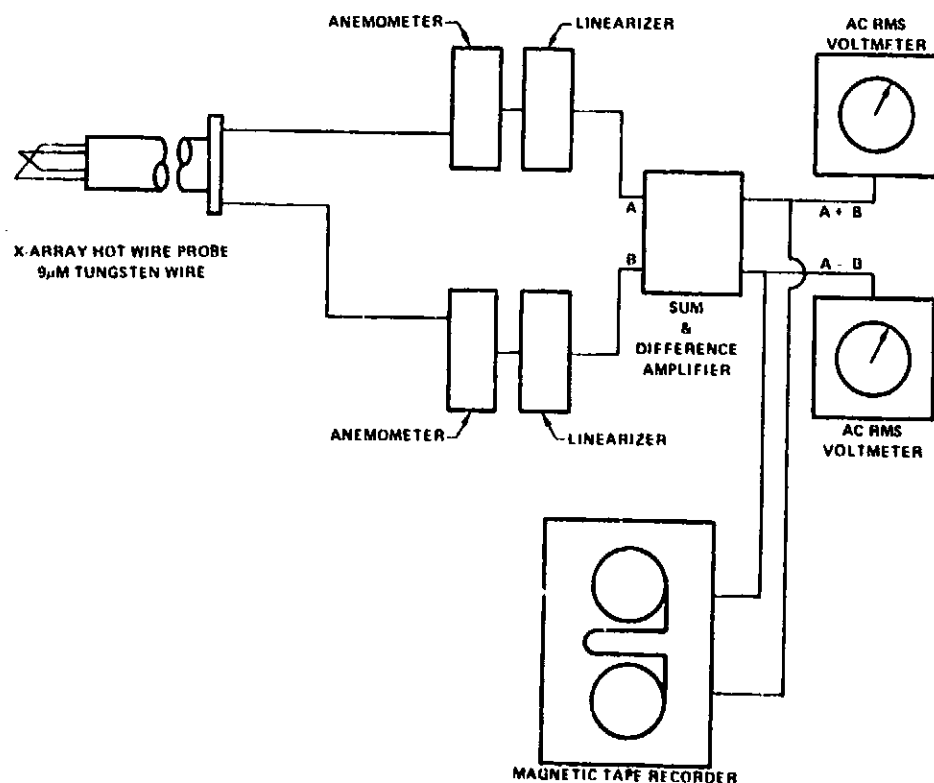 ANEMOMETER
LINEARIZER
AC RMS
VOLTMETER
X-ARRAY HOT WIRE PROBE
9μM TUNGSTEN WIRE
A
B
A + B
A - B
SUM
&
DIFFERENCE
AMPLIFIER
ANEMOMETER
LINEARIZER
AC RMS
VOLTMETER
MAGNETIC TAPE RECORDER